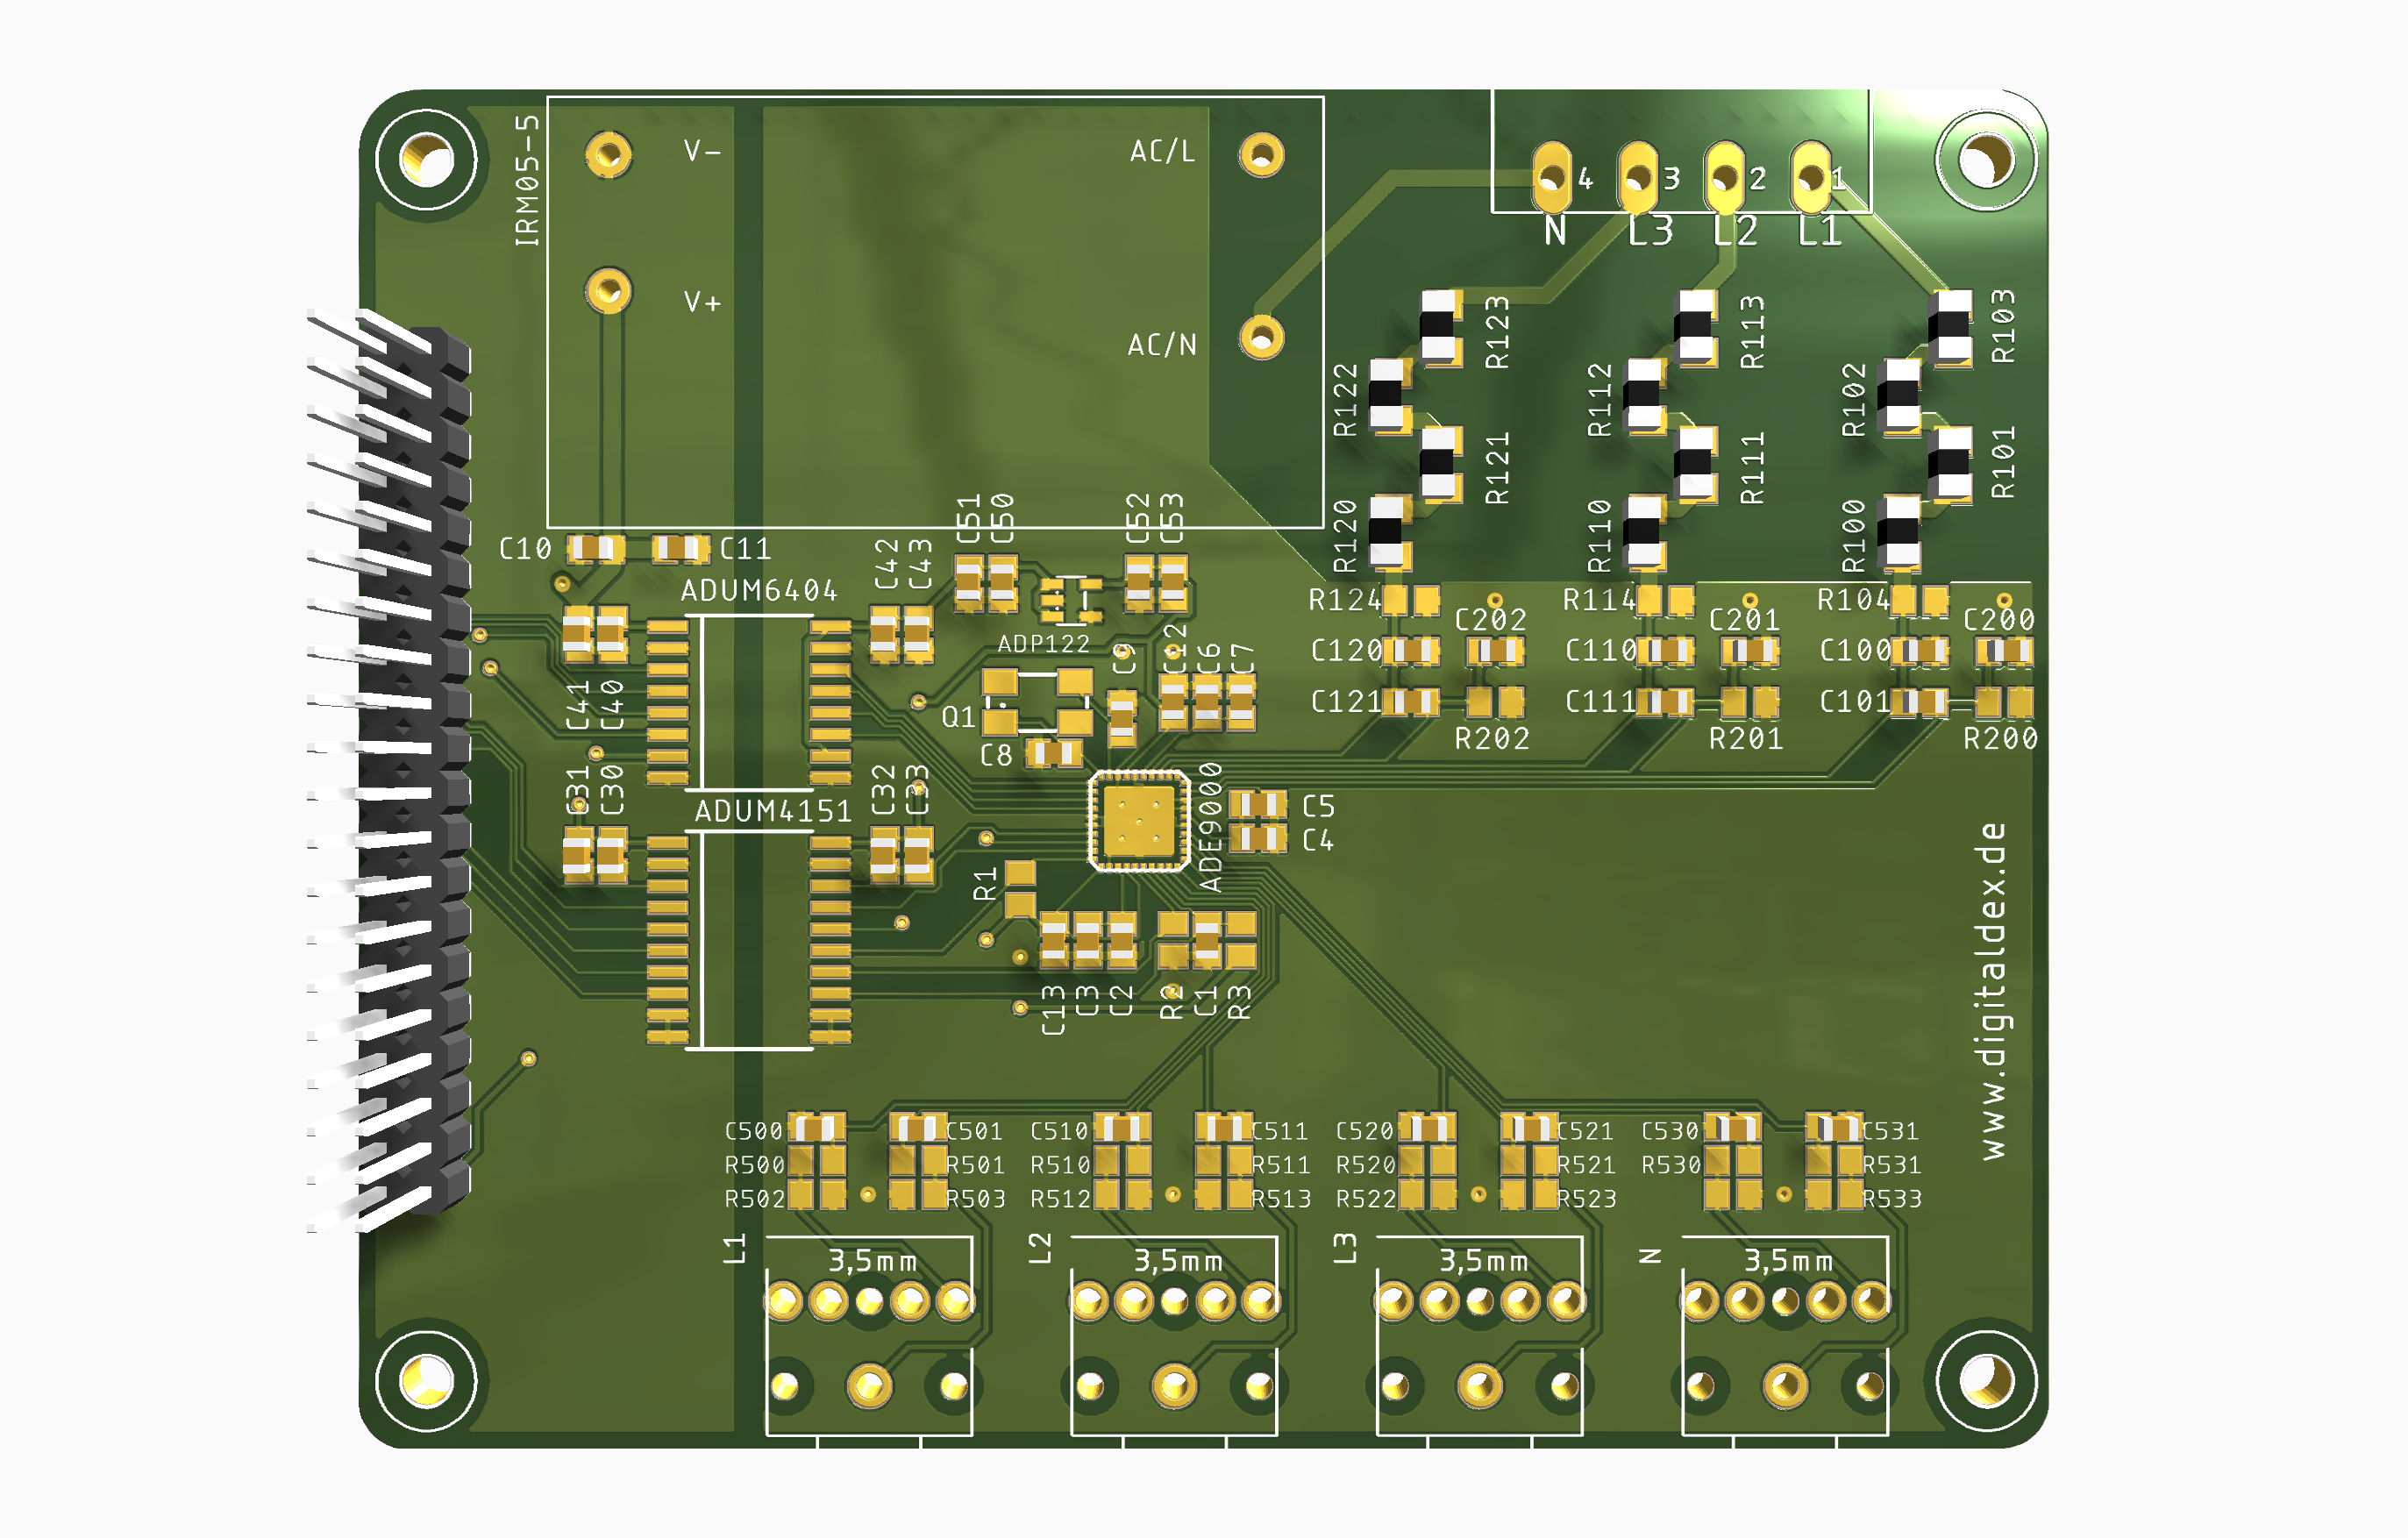 IRM05-5
V-
AC/L
V+
AC/N
4
3
2
1
N
L3
L2
L1
R123
R113
R103
R122
R112
R102
R121
R111
R101
R120
R110
R100
C10
C11
C42
C43
C51
C50
C52
C53
ADUM6404
ADP122
C41
C40
Q1
C8
C9
C12
C6
C7
R124
R114
R104
C202
C201
C200
C120
C110
C100
C121
C111
C101
R202
R201
R200
C31
C30
C32
C33
ADUM4151
ADE9000
C5
C4
R1
C13
C3
C2
R2
C1
R3
www.digitaldex.de
C500
C501
C510
C511
C520
C521
C530
C531
R500
R501
R510
R511
R520
R521
R530
R531
R502
R503
R512
R513
R522
R523
R533
L1
3,5mm
L2
3,5mm
L3
3,5mm
N
3,5mm